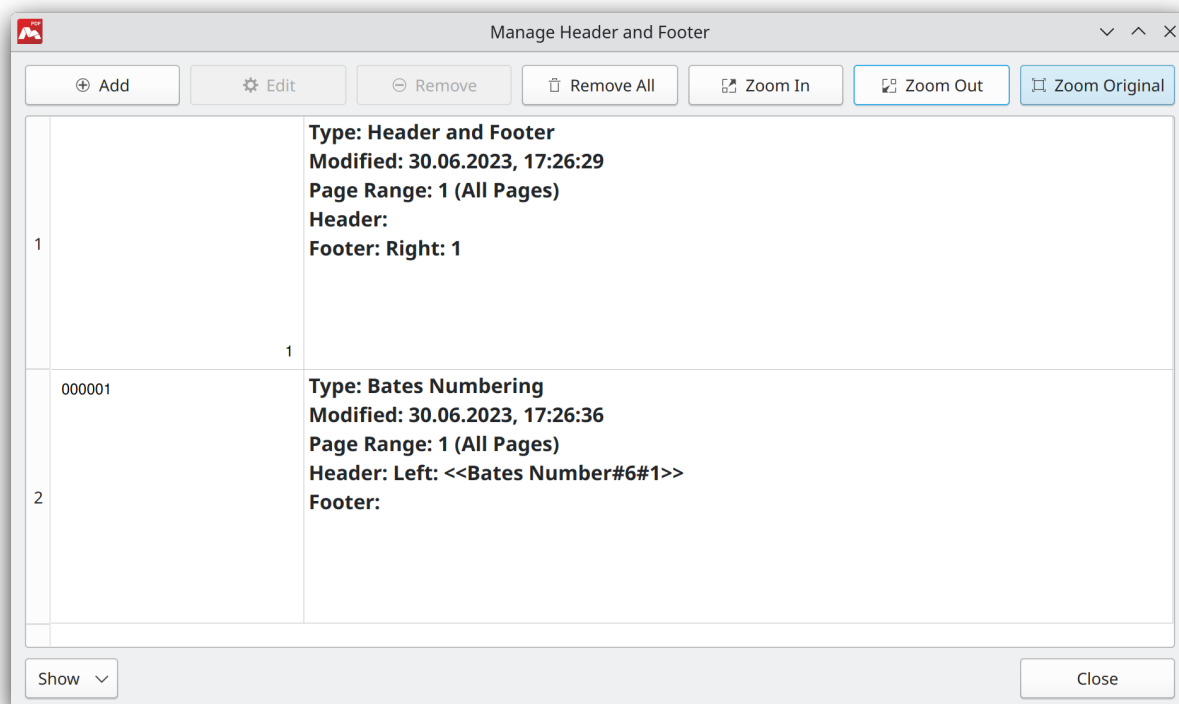 PDF
Manage Header and Footer
Add
Edit
Remove
Remove All
Zoom In
Zoom Out
Zoom Original
1
Type: Header and Footer
Modified: 30.06.2023, 17:26:29
Page Range: 1 (All Pages)
Header:
Footer: Right: 1
1
2
000001
Type: Bates Numbering
Modified: 30.06.2023, 17:26:36
Page Range: 1 (All Pages)
Header: Left: <<Bates Number#6#1>>
Footer:
Show
Close